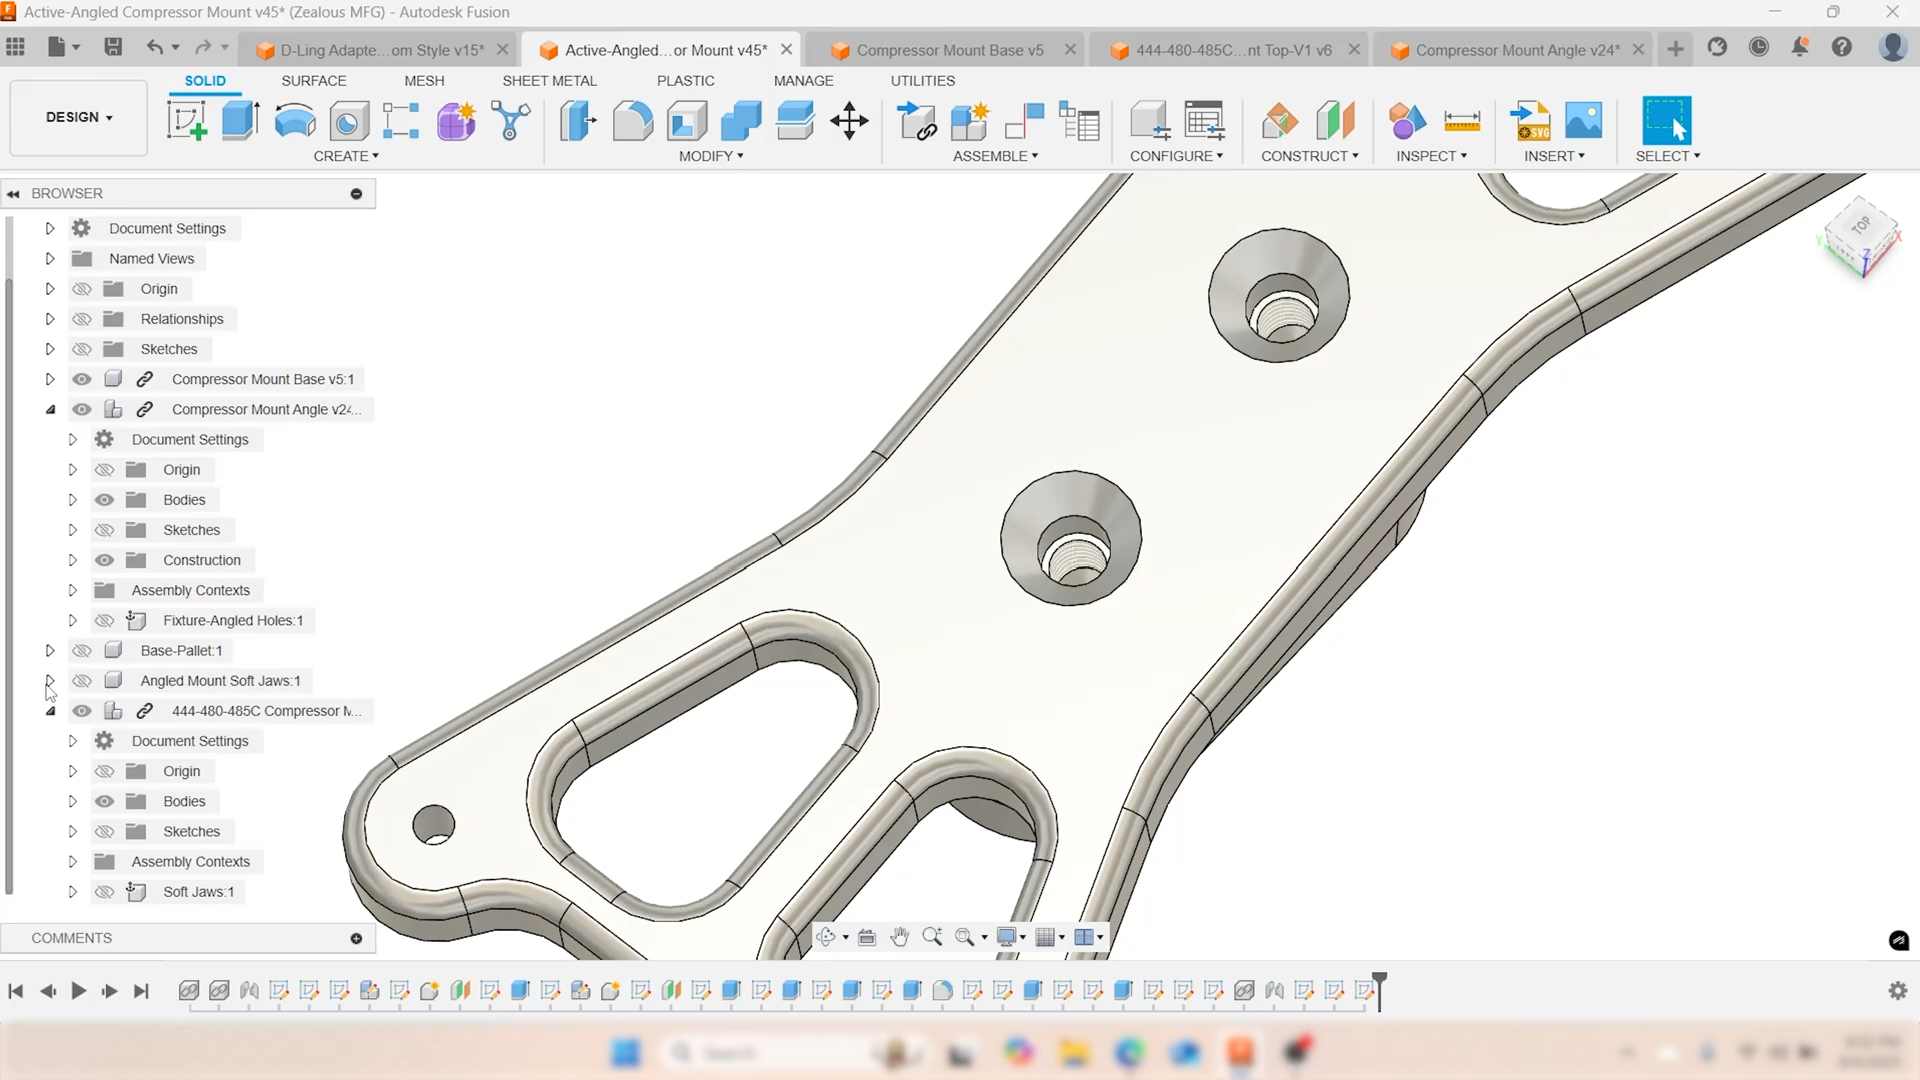 Active-Angled Compressor Mount v45* (Zealous MFG) - Autodesk Fusion
D-Ling Adapte...om Style v15*
Active-Angled...or Mount v45*
Compressor Mount Base v5
444-480-485C...nt Top-V1 v6
Compressor Mount Angle v24*
SOLID
SURFACE
MESH
SHEET METAL
PLASTIC
MANAGE
UTILITIES
DESIGN
CREATE
MODIFY
ASSEMBLE
CONFIGURE
CONSTRUCT
INSPECT
INSERT
SELECT
SVG
BROWSER
Document Settings
Named Views
Origin
Relationships
Sketches
Compressor Mount Base v5:1
Compressor Mount Angle v24...
Document Settings
Origin
Bodies
Sketches
Construction
Assembly Contexts
Fixture-Angled Holes:1
Base-Pallet:1
Angled Mount Soft Jaws:1
444-480-485C Compressor M...
Document Settings
Origin
Bodies
Sketches
Assembly Contexts
Soft Jaws:1
COMMENTS
TOP
X
Y
Z
Search